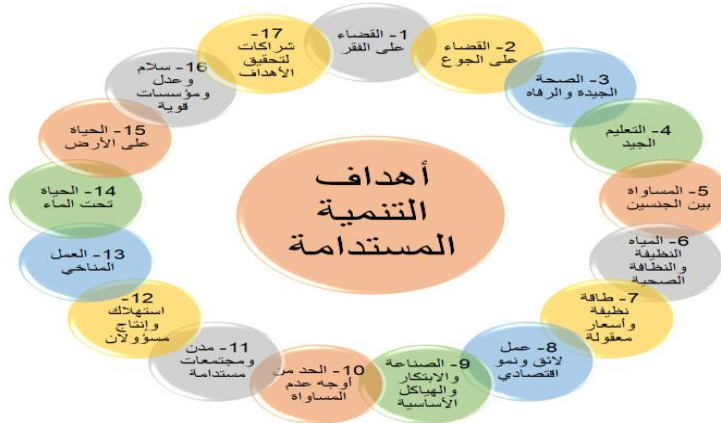 أهداف
التنمية
المستدامة
1- القضاء
على الفقر
2- القضاء
على الجوع
3- الصحة
الجيدة والرفاه
4- التعليم
الجيد
5- المساواة
بين الجنسين
6- المياه
النظيفة
والنظافة
الصحية
7- طاقة
نظيفة
وأسعار
معقولة
8- عمل
لائق ونمو
اقتصادي
9- الصناعة
والابتكار
والهياكل
الأساسية
10- الحد من
أوجه عدم
المساواة
11- مدن
ومجتمعات
مستدامة
12-
استهلاك
وإنتاج
مسؤولان
13- العمل
المناخي
14- الحياة
تحت الماء
15- الحياة
على الأرض
16- سلام
وعدل
ومؤسسات
قوية
17-
شراكات
لتحقيق
الأهداف